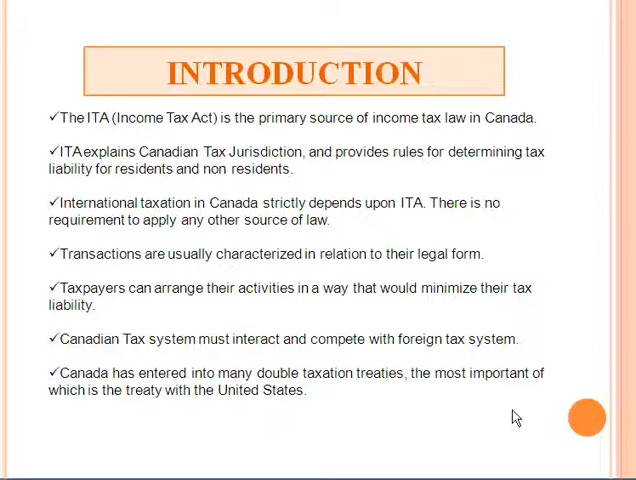 INTRODUCTION
✓The ITA (Income Tax Act) is the primary source of income tax law in Canada.
✓ITA explains Canadian Tax Jurisdiction, and provides rules for determining tax
liability for residents and non residents.
✓International taxation in Canada strictly depends upon ITA. There is no
requirement to apply any other source of law.
✓Transactions are usually characterized in relation to their legal form.
✓Taxpayers can arrange their activities in a way that would minimize their tax
liability.
✓Canadian Tax system must interact and compete with foreign tax system.
✓Canada has entered into many double taxation treaties, the most important of
which is the treaty with the United States.